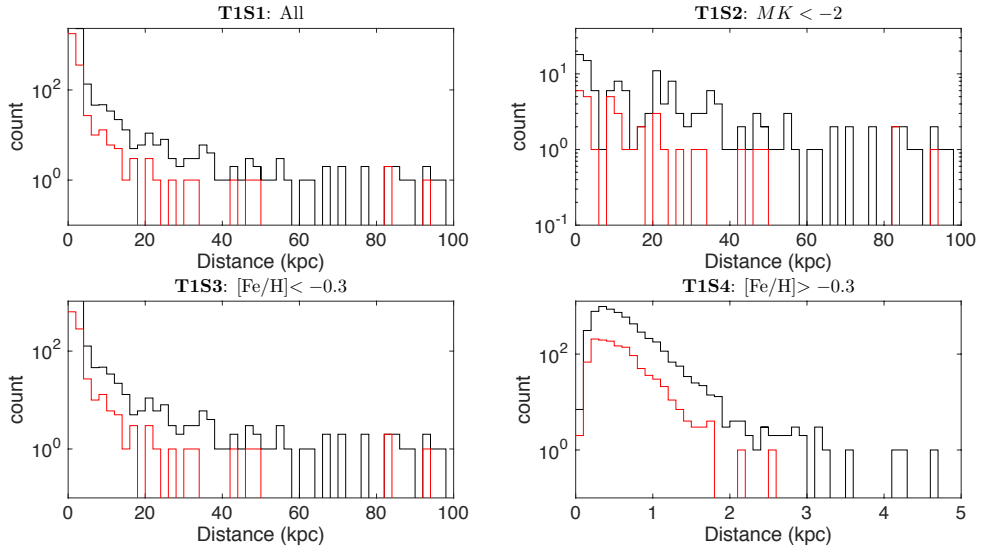 T1S1: All
count
10^2
10^0
0 20 40 60 80 100
Distance (kpc)
T1S2: MK < −2
count
10^1
10^0
10^-1
0 20 40 60 80 100
Distance (kpc)
T1S3: [Fe/H]< −0.3
count
10^2
10^0
0 20 40 60 80 100
Distance (kpc)
T1S4: [Fe/H]> −0.3
count
10^2
10^0
0 1 2 3 4 5
Distance (kpc)